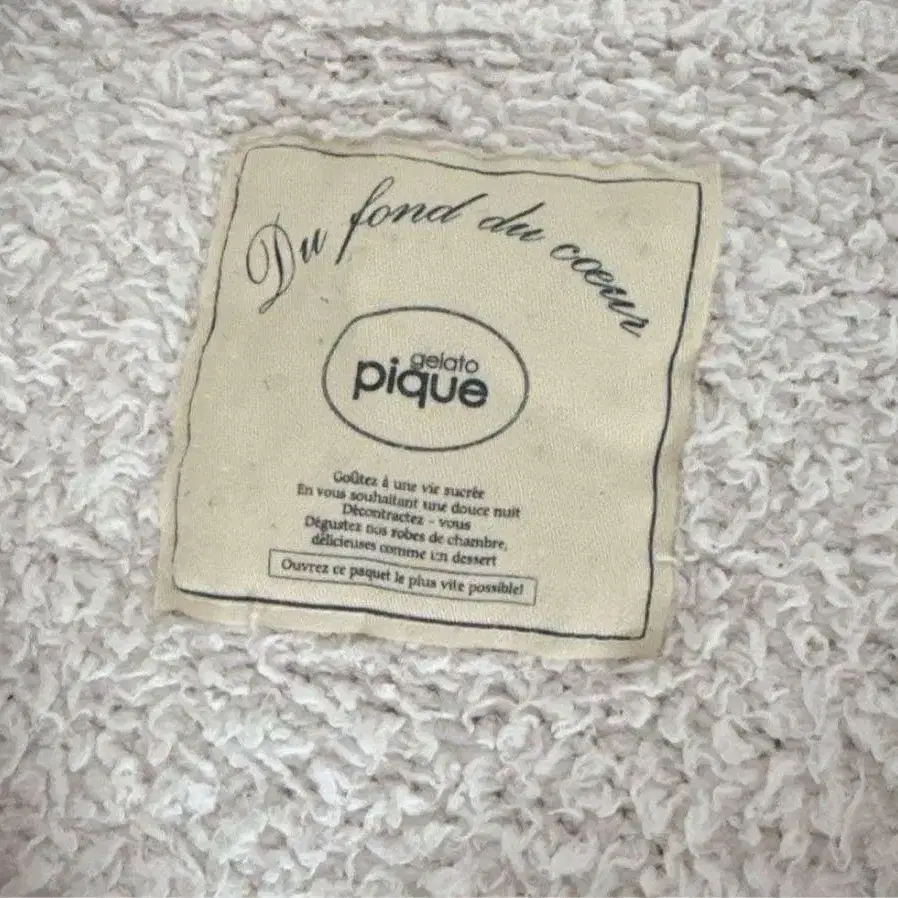 Du fond du coeur
gelato
pique
Goûtez à une vie sucrée
En vous souhaitant une douce nuit
Décontractez - vous
Dégustez nos robes de chambre,
délicieuses comme un dessert
Ouvrez ce paquet le plus vite possible!